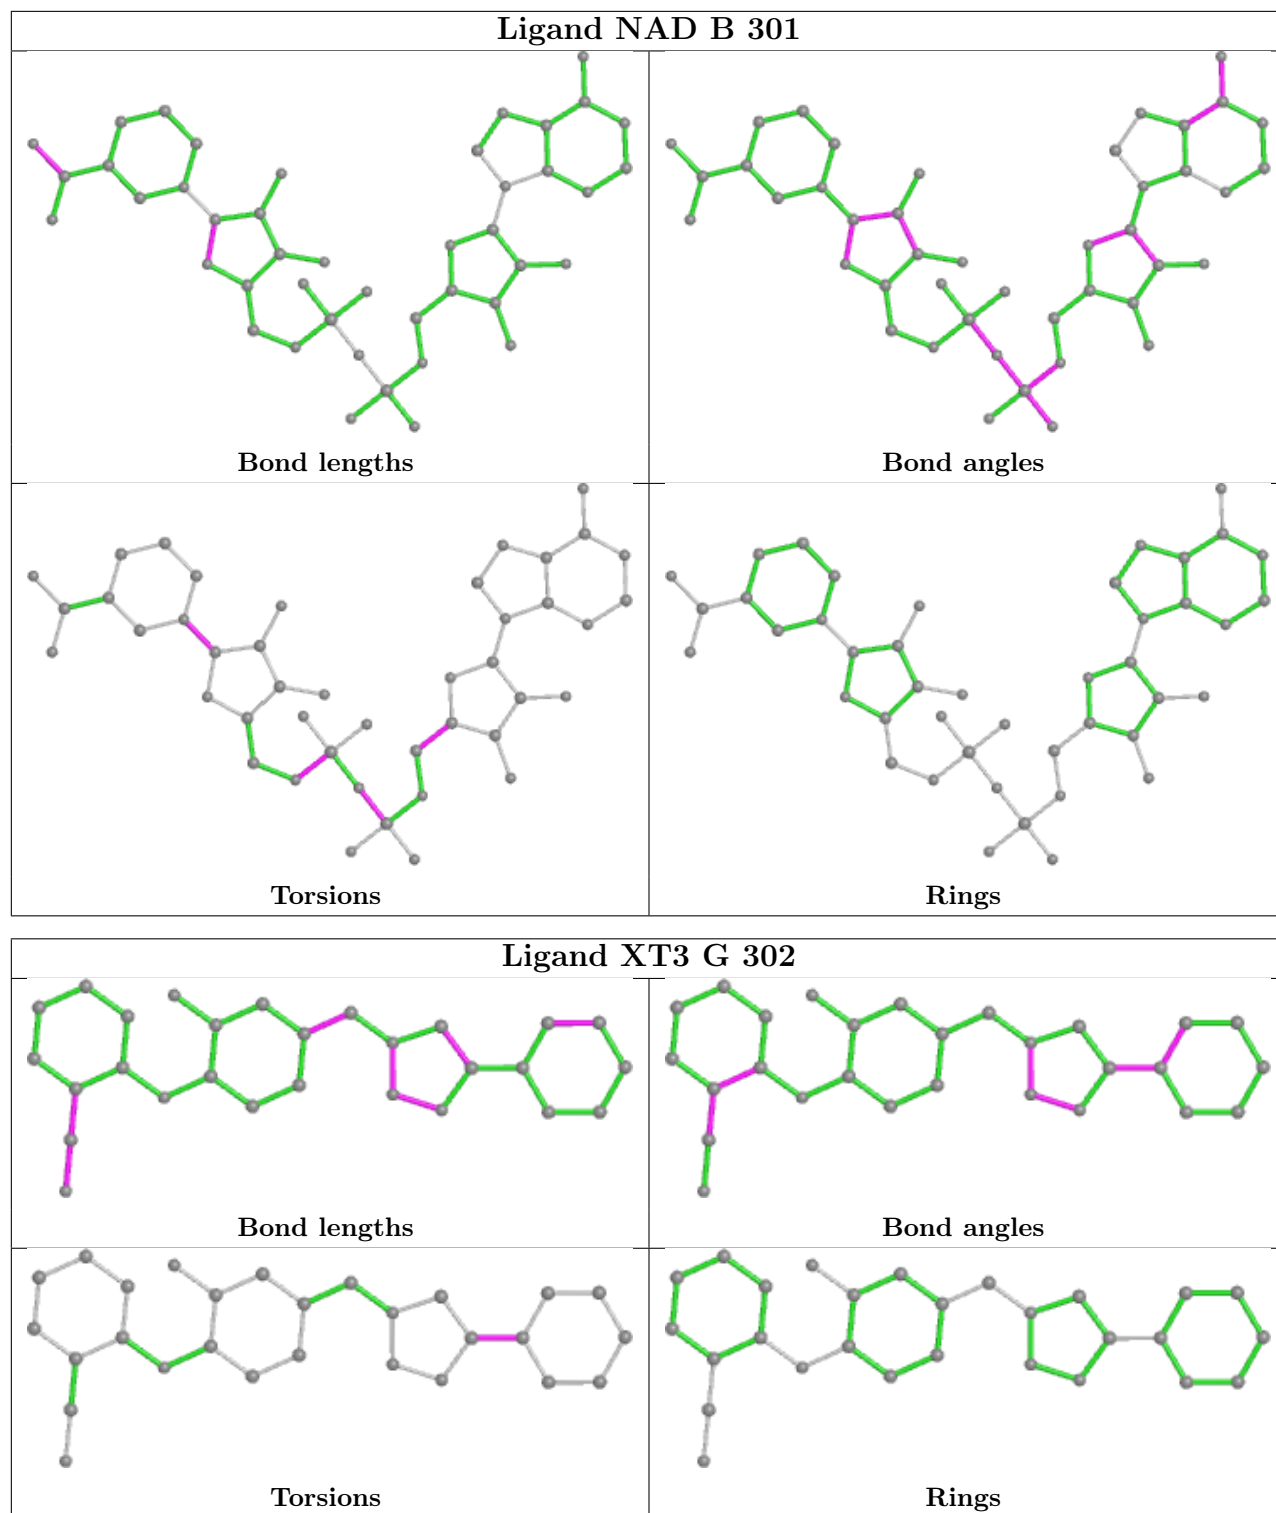 Ligand NAD B 301
Bond lengths
Bond angles
Torsions
Rings
Ligand XT3 G 302
Bond lengths
Bond angles
Torsions
Rings